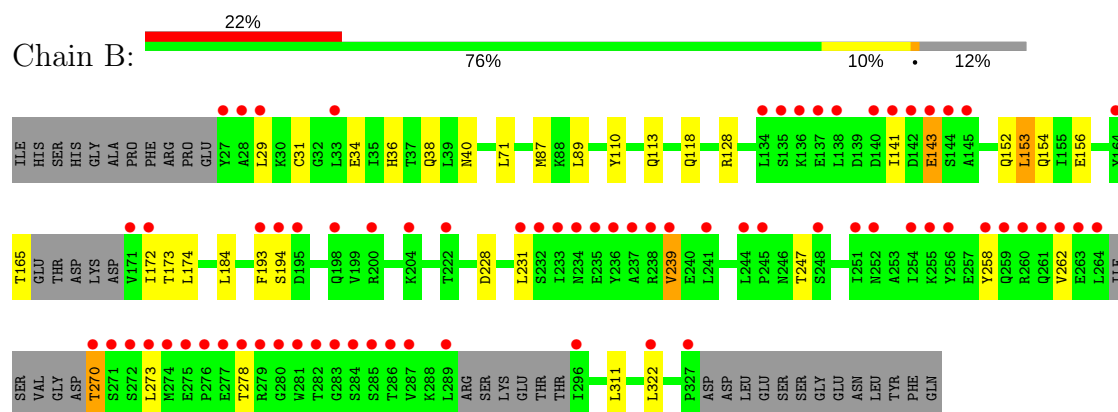 22%
Chain B:
76% 10% • 12%
ILE HIS SER HIS GLY ALA PRO PHE ARG PRO GLU Y27 A28 L29 K30 C31 G32 L33 E34 I35 H36 T37 Q38 L39 N40 L71 M87 K88 L89 Y110 Q113 Q118 R128 L134 S135 K136 E137 L138 D139 D140 I141 D142 E143 S144 A145 Q152 L153 Q154 I155 E156
T165 GLU THR ASP LYS ASP V171 I172 T173 L174 L184 F193 S194 D195 Q198 V199 R200 K204 T222 D228 L231 S232 I233 N234 E235 Y236 A237 R238 V239 E240 L241 L244 P245 N246 T247 S248 I251 N252 A253 I254 K255 Y256 E257 Y258 Q259 R260 Q261 V262 E263 L264 ILE
SER VAL GLY ASP T270 S271 S272 L273 M274 E275 P276 E277 T278 R279 G280 W281 T282 G283 S284 S285 T286 V287 K288 L289 ARG SER LYS GLU THR THR I296 L311 L322 P327 ASP ASP LEU GLU SER SER GLY GLU ASN LEU TYR PHE GLN